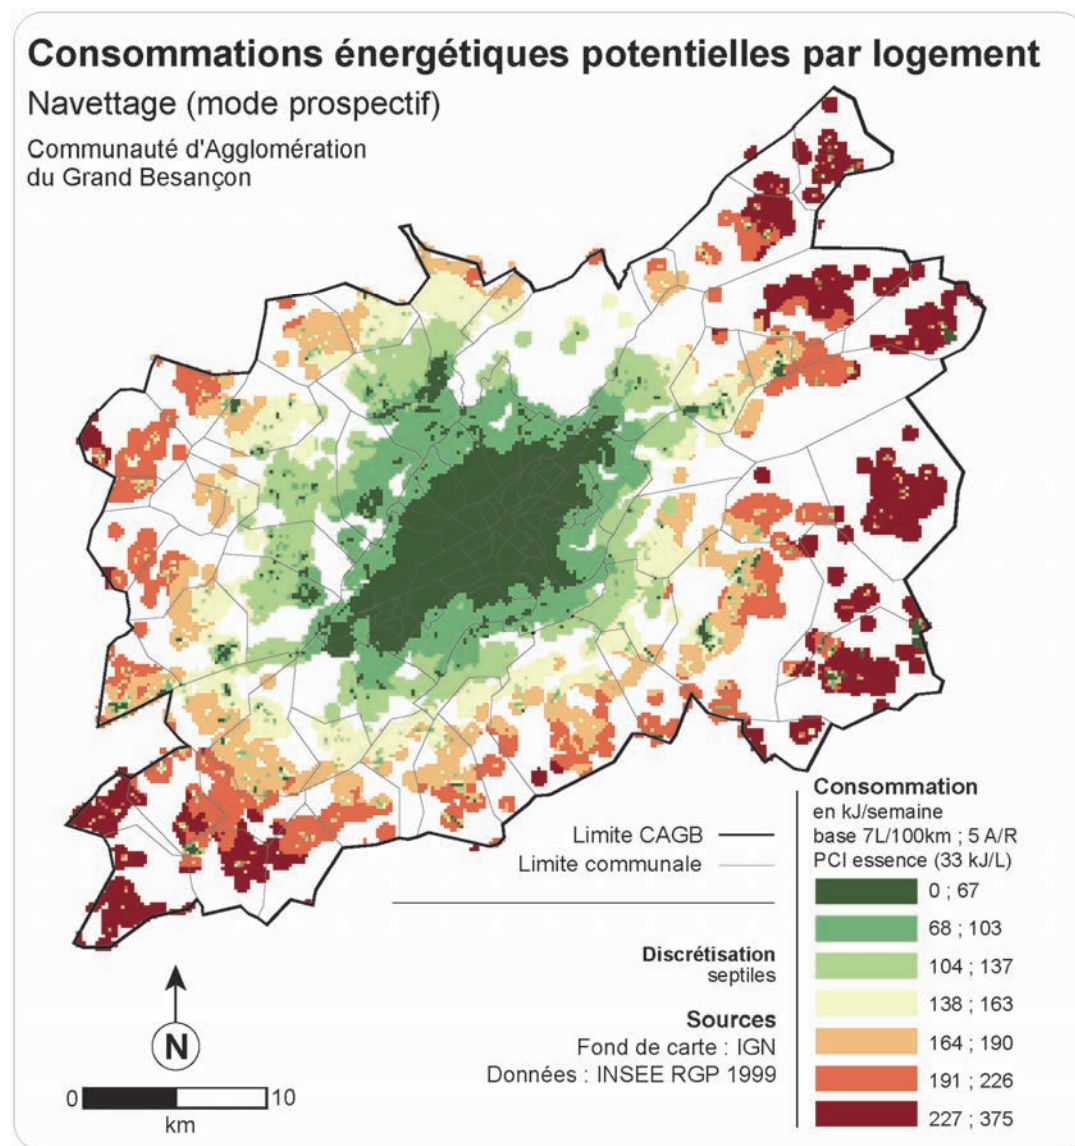 Consommations énergétiques potentielles par logement
Navettage (mode prospectif)
Communauté d'Agglomération
du Grand Besançon
Consommation
en kJ/semaine
base 7L/100km ; 5 A/R
PCI essence (33 kJ/L)
0 ; 67
68 ; 103
104 ; 137
138 ; 163
164 ; 190
191 ; 226
227 ; 375
Limite CAGB
Limite communale
Discrétisation
septiles
Sources
Fond de carte : IGN
Données : INSEE RGP 1999
N
0 10
km